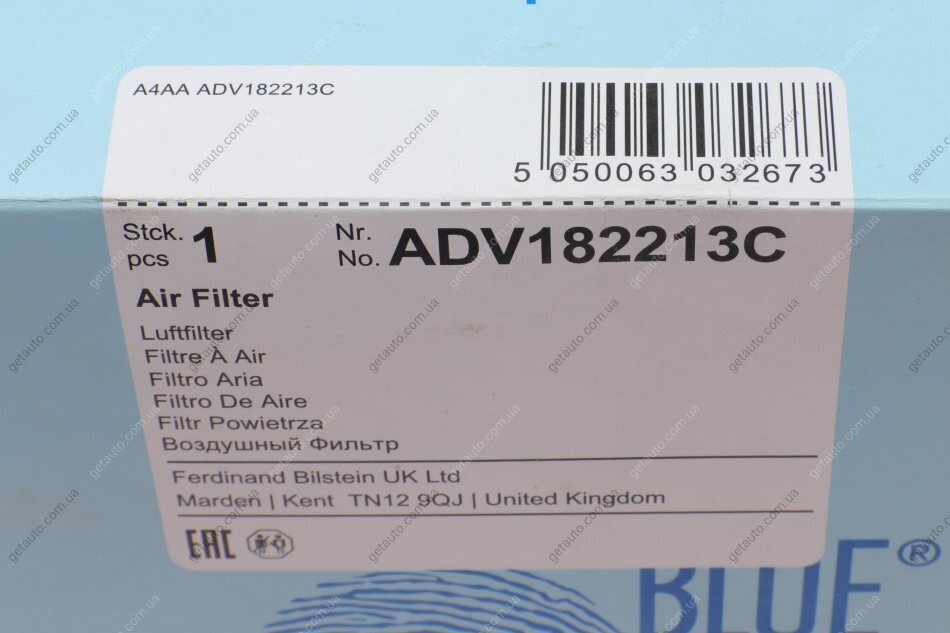 A4AA ADV182213C
5 050063 032673
Stck. 1 Nr. ADV182213C
pcs No.
Air Filter
Luftfilter
Filtre À Air
Filtro Aria
Filtro De Aire
Filtr Powietrza
Воздушный Фильтр
Ferdinand Bilstein UK Ltd
Marden | Kent TN12 9QJ | United Kingdom
EAC
BLUE®
getauto.com.ua